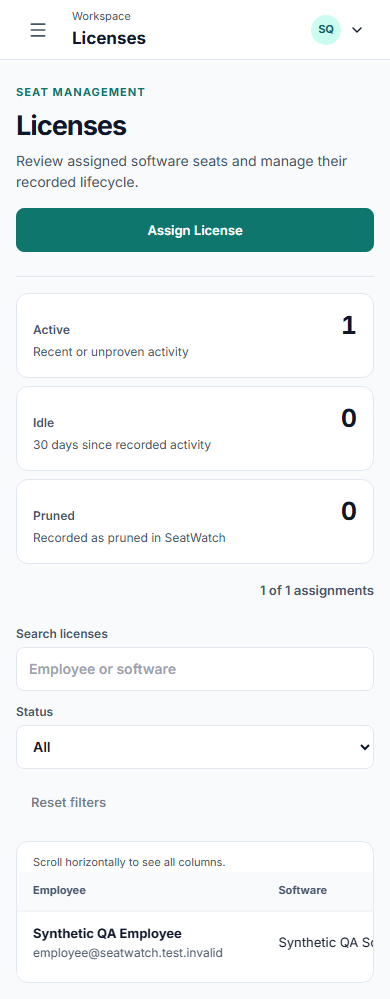 Workspace
Licenses
SQ
SEAT MANAGEMENT
Licenses
Review assigned software seats and manage their
recorded lifecycle.
Assign License
Active
1
Recent or unproven activity
Idle
0
30 days since recorded activity
Pruned
0
Recorded as pruned in SeatWatch
1 of 1 assignments
Search licenses
Employee or software
Status
All
Reset filters
Scroll horizontally to see all columns.
Employee Software
Synthetic QA Employee
employee@seatwatch.test.invalid
Synthetic QA